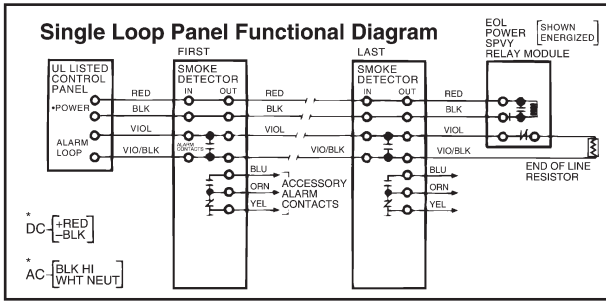 Single Loop Panel Functional Diagram
EOL
POWER
SPVY
RELAY MODULE
SHOWN
ENERGIZED
FIRST
LAST
UL LISTED
CONTROL
PANEL
•POWER
ALARM
LOOP
SMOKE
DETECTOR
IN OUT
SMOKE
DETECTOR
IN OUT
RED RED RED
BLK BLK BLK
VIOL VIOL VIOL
VIO/BLK VIO/BLK VIO/BLK
ALARM
CONTACTS
BLU
ORN
YEL
ACCESSORY
ALARM
CONTACTS
BLU
ORN
YEL
END OF LINE
RESISTOR
*
DC +RED
–BLK
*
AC BLK HI
WHT NEUT